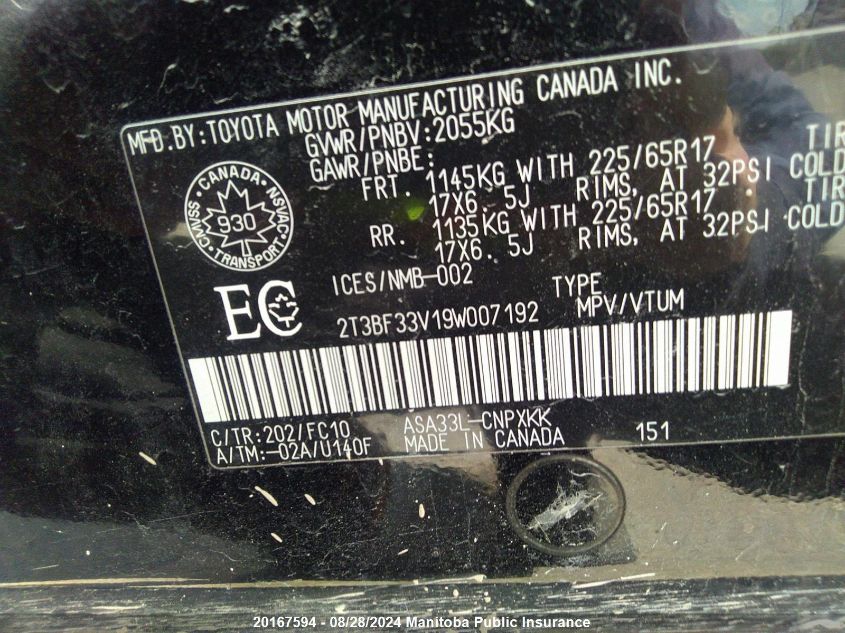 MFD.BY:TOYOTA MOTOR MANUFACTURING CANADA INC.
GVWR/PNBV:2055KG
GAWR/PNBE:
FRT. 1145KG WITH 225/65R17 TIR
17X6. 5J RIMS, AT 32PSI COLD
RR. 1135KG WITH 225/65R17 TIR
17X6. 5J RIMS, AT 32PSI COLD
CANADA
CMVSS NSVAC
930
TRANSPORT
ICES/NMB-002
EC
TYPE
2T3BF33V19W007192 MPV/VTUM
C/TR:202/FC10 ASA33L-CNPXKK 151
A/TM:-02A/U140F MADE IN CANADA
20167594 - 08/28/2024 - Manitoba Public Insurance